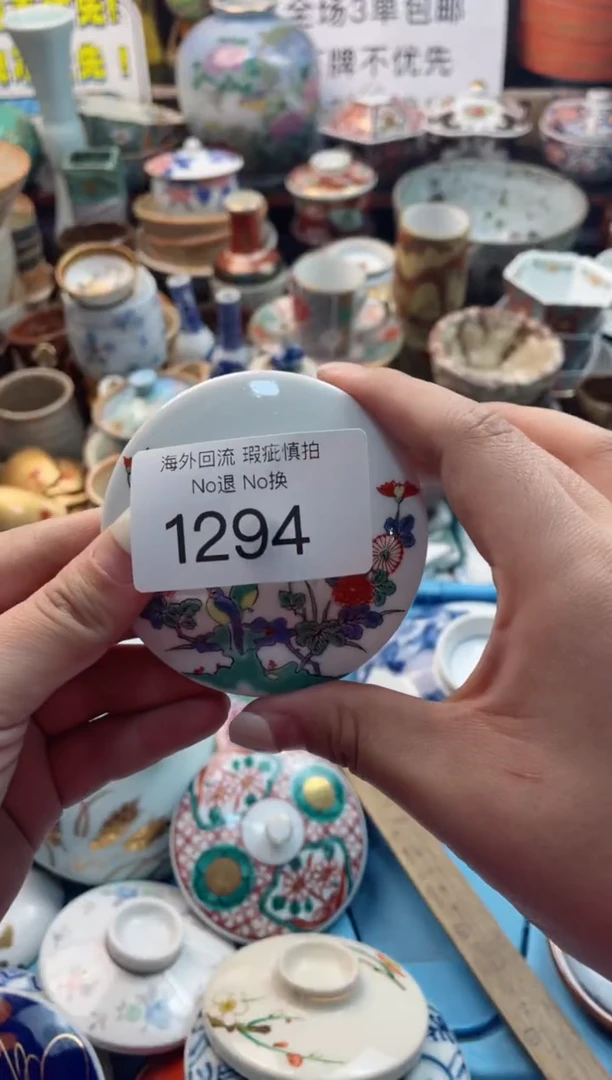 全场3单包邮
牌不优先
海外回流 瑕疵慎拍
No退 No换
1294